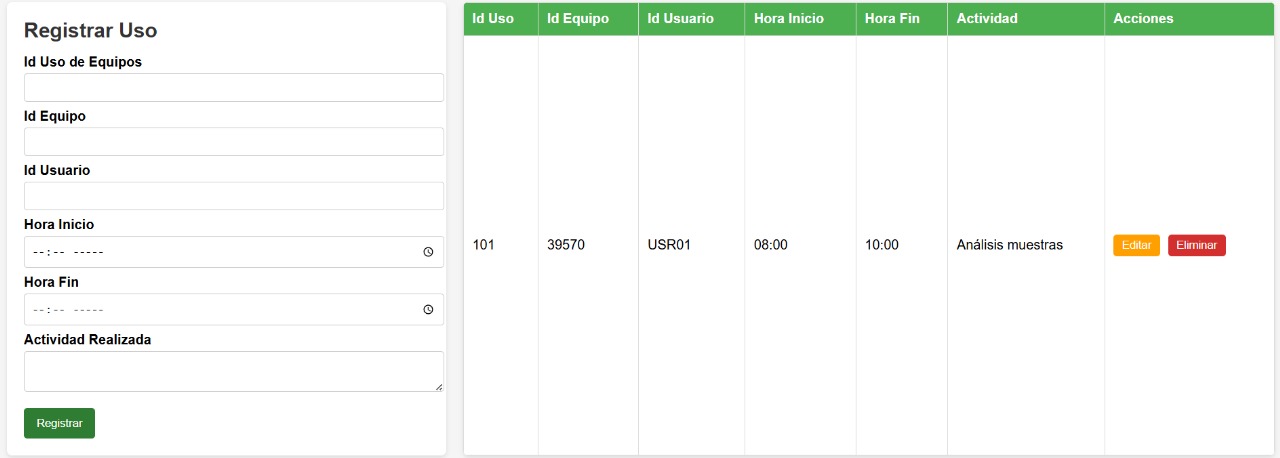 Registrar Uso
Id Uso de Equipos
Id Equipo
Id Usuario
Hora Inicio
--:-- -----
Hora Fin
--:-- -----
Actividad Realizada
Registrar
Id Uso Id Equipo Id Usuario Hora Inicio Hora Fin Actividad Acciones
101 39570 USR01 08:00 10:00 Análisis muestras Editar Eliminar